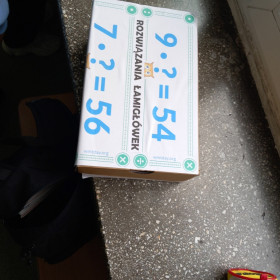 9 · ? = 54
ROZWIĄZANIA ŁAMIGŁÓWEK
7 · ? = 56